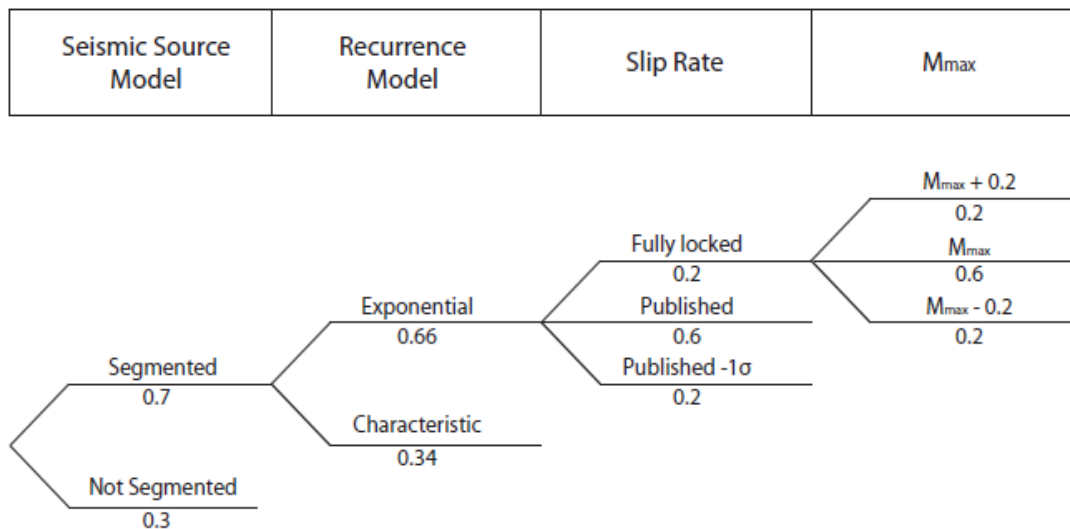 Seismic Source
Model
Recurrence
Model
Slip Rate
Mmax
Mmax + 0.2
0.2
Fully locked
0.2
Mmax
0.6
Exponential
0.66
Published
0.6
Mmax - 0.2
0.2
Segmented
0.7
Published -1σ
0.2
Characteristic
0.34
Not Segmented
0.3